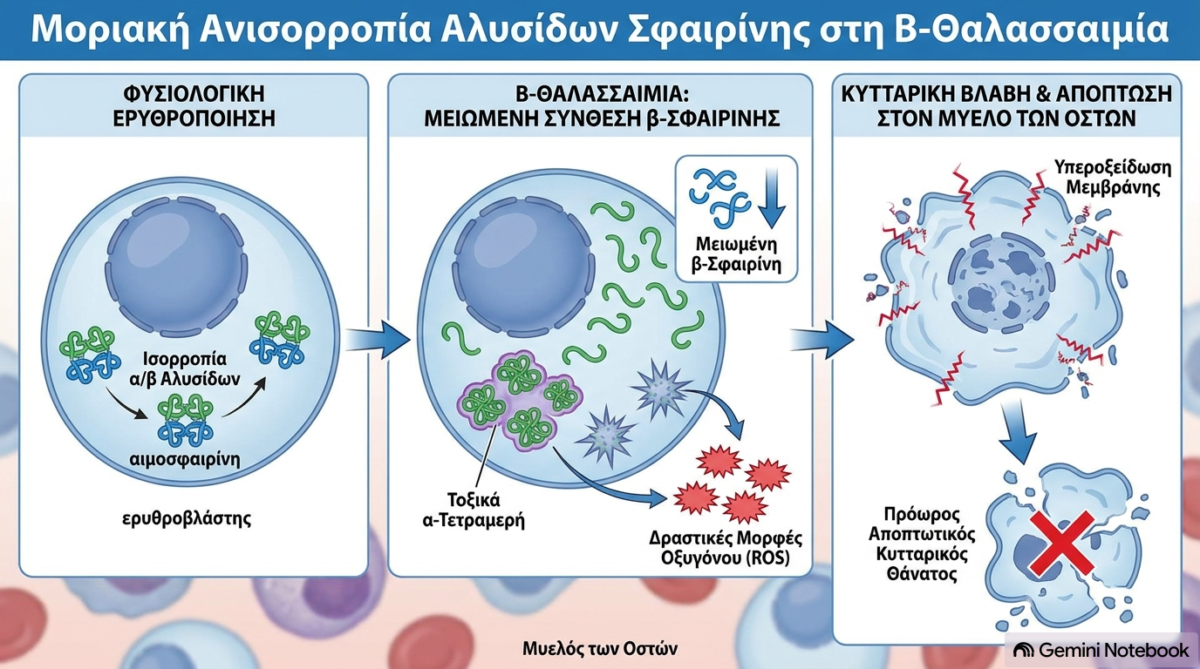 Μοριακή Ανισορροπία Αλυσίδων Σφαιρίνης στη Β-Θαλασσαιμία
ΦΥΣΙΟΛΟΓΙΚΗ
ΕΡΥΘΡΟΠΟΙΗΣΗ
Ισορροπία
α/β Αλυσίδων
αιμοσφαιρίνη
ερυθροβλάστης
Β-ΘΑΛΑΣΣΑΙΜΙΑ:
ΜΕΙΩΜΕΝΗ ΣΥΝΘΕΣΗ β-ΣΦΑΙΡΙΝΗΣ
Μειωμένη
β-Σφαιρίνη
Τοξικά
α-Τετραμερή
Δραστικές Μορφές
Οξυγόνου (ROS)
ΚΥΤΤΑΡΙΚΗ ΒΛΑΒΗ & ΑΠΟΠΤΩΣΗ
ΣΤΟΝ ΜΥΕΛΟ ΤΩΝ ΟΣΤΩΝ
Υπεροξείδωση
Μεμβράνης
Πρόωρος
Αποπτωτικός
Κυτταρικός
Θάνατος
Μυελός των Οστών
Gemini Notebook